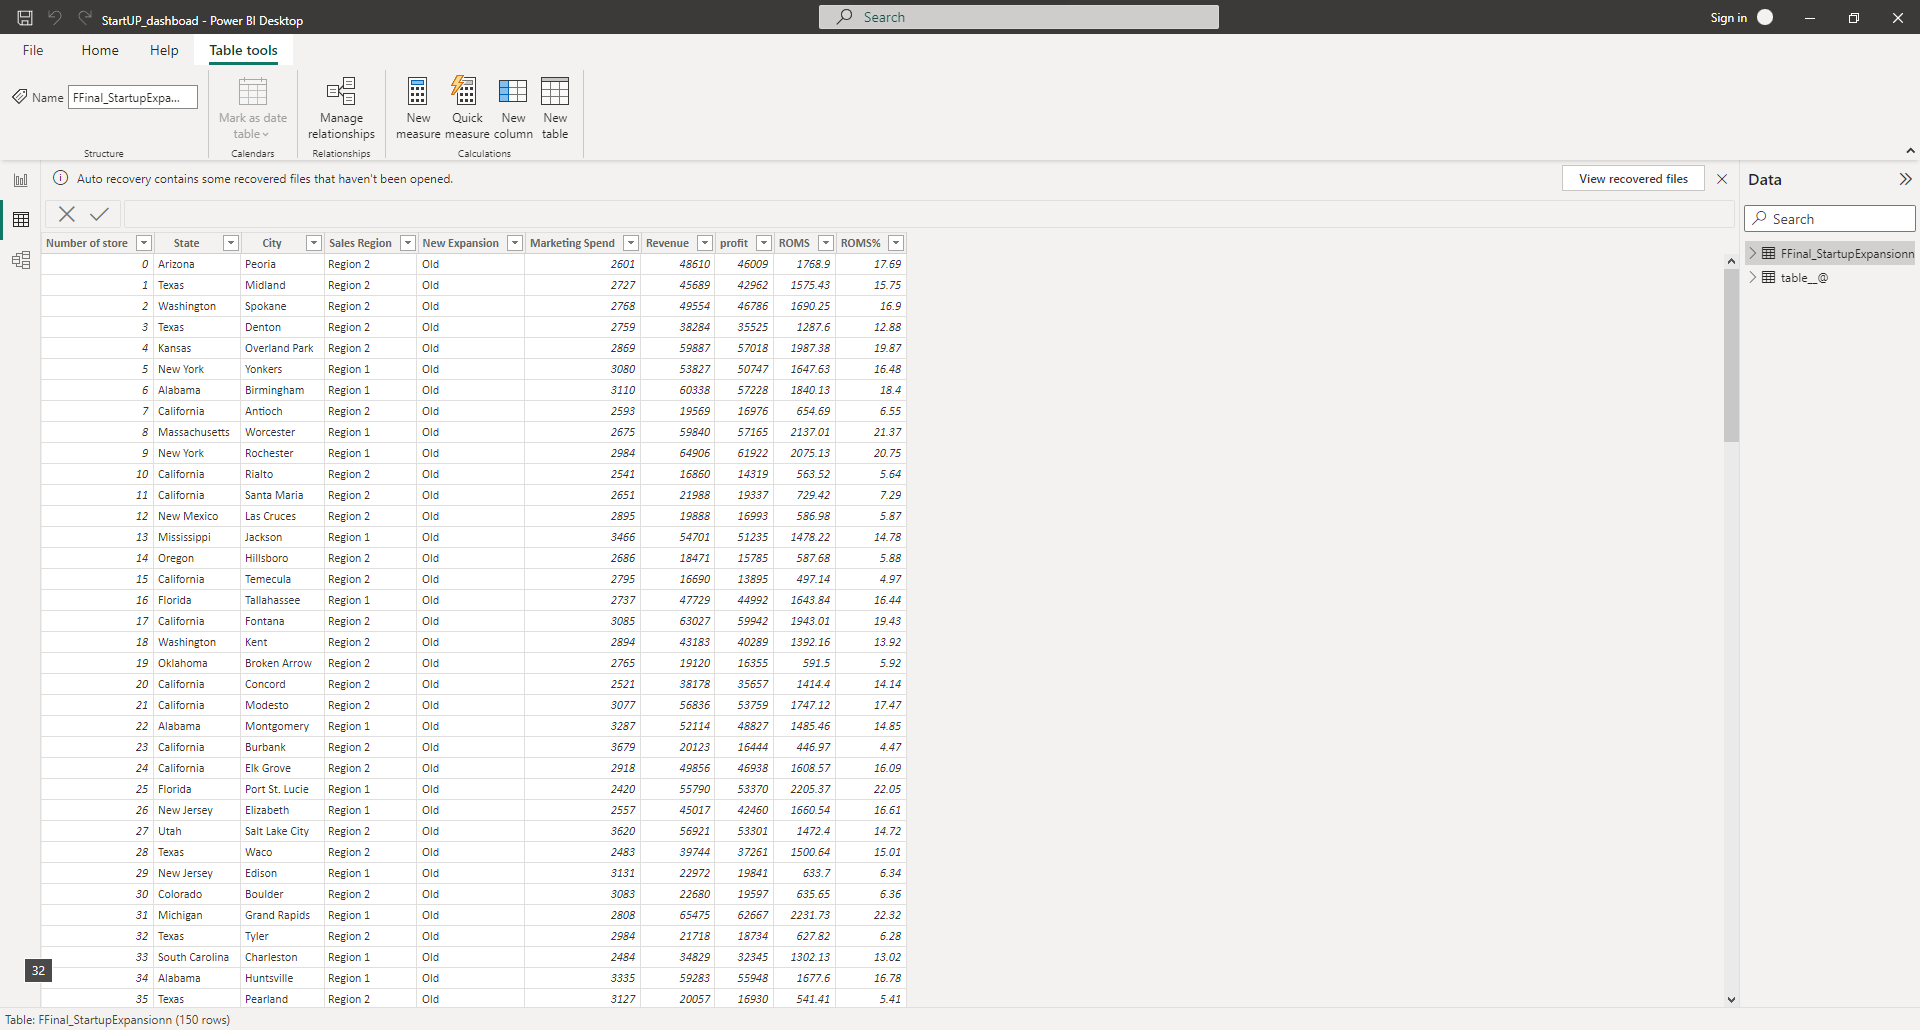 StartUP_dashboad - Power BI Desktop
Search
Sign in
File
Home
Help
Table tools
Name
FFinal_StartupExpa...
Mark as date table
Manage relationships
New measure
Quick measure
New column
New table
Structure
Calendars
Relationships
Calculations
Auto recovery contains some recovered files that haven't been opened.
View recovered files
Data
Search
FFinal_StartupExpansionn
table__@
Number of store State City Sales Region New Expansion Marketing Spend Revenue profit ROMS ROMS%
0 Arizona Peoria Region 2 Old 2601 48610 46009 1768.9 17.69
1 Texas Midland Region 2 Old 2727 45689 42962 1575.43 15.75
2 Washington Spokane Region 2 Old 2768 49554 46786 1690.25 16.9
3 Texas Denton Region 2 Old 2759 38284 35525 1287.6 12.88
4 Kansas Overland Park Region 2 Old 2869 59887 57018 1987.38 19.87
5 New York Yonkers Region 1 Old 3080 53827 50747 1647.63 16.48
6 Alabama Birmingham Region 1 Old 3110 60338 57228 1840.13 18.4
7 California Antioch Region 2 Old 2593 19569 16976 654.69 6.55
8 Massachusetts Worcester Region 1 Old 2675 59840 57165 2137.01 21.37
9 New York Rochester Region 1 Old 2984 64906 61922 2075.13 20.75
10 California Rialto Region 2 Old 2541 16860 14319 563.52 5.64
11 California Santa Maria Region 2 Old 2651 21988 19337 729.42 7.29
12 New Mexico Las Cruces Region 2 Old 2895 19888 16993 586.98 5.87
13 Mississippi Jackson Region 1 Old 3466 54701 51235 1478.22 14.78
14 Oregon Hillsboro Region 2 Old 2686 18471 15785 587.68 5.88
15 California Temecula Region 2 Old 2795 16690 13895 497.14 4.97
16 Florida Tallahassee Region 1 Old 2737 47729 44992 1643.84 16.44
17 California Fontana Region 2 Old 3085 63027 59942 1943.01 19.43
18 Washington Kent Region 2 Old 2894 43183 40289 1392.16 13.92
19 Oklahoma Broken Arrow Region 2 Old 2765 19120 16355 591.5 5.92
20 California Concord Region 2 Old 2521 38178 35657 1414.4 14.14
21 California Modesto Region 2 Old 3077 56836 53759 1747.12 17.47
22 Alabama Montgomery Region 1 Old 3287 52114 48827 1485.46 14.85
23 California Burbank Region 2 Old 3679 20123 16444 446.97 4.47
24 California Elk Grove Region 2 Old 2918 49856 46938 1608.57 16.09
25 Florida Port St. Lucie Region 1 Old 2420 55790 53370 2205.37 22.05
26 New Jersey Elizabeth Region 1 Old 2557 45017 42460 1660.54 16.61
27 Utah Salt Lake City Region 2 Old 3620 56921 53301 1472.4 14.72
28 Texas Waco Region 2 Old 2483 39744 37261 1500.64 15.01
29 New Jersey Edison Region 1 Old 3131 22972 19841 633.7 6.34
30 Colorado Boulder Region 2 Old 3083 22680 19597 635.65 6.36
31 Michigan Grand Rapids Region 1 Old 2808 65475 62667 2231.73 22.32
32 Texas Tyler Region 2 Old 2984 21718 18734 627.82 6.28
33 South Carolina Charleston Region 1 Old 2484 34829 32345 1302.13 13.02
32
34 Alabama Huntsville Region 1 Old 3335 59283 55948 1677.6 16.78
35 Texas Pearland Region 2 Old 3127 20057 16930 541.41 5.41
Table: FFinal_StartupExpansionn (150 rows)